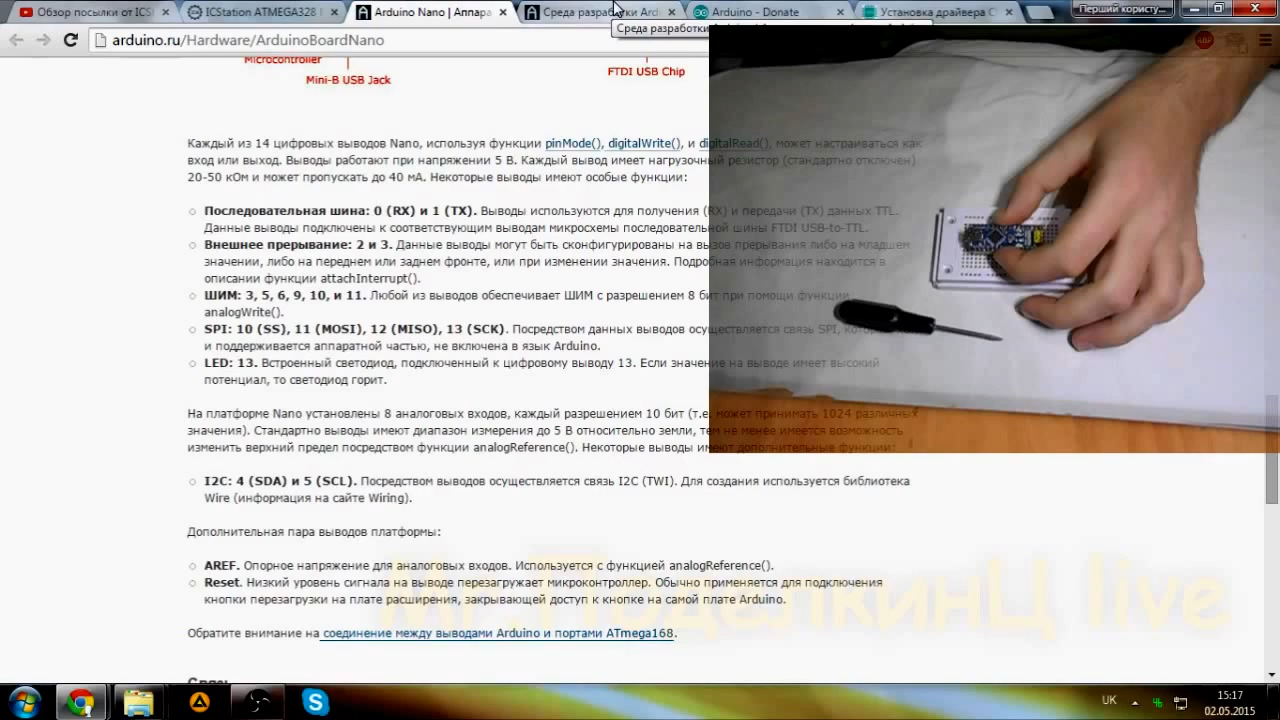 Обзор посылки от ICSt
ICStation ATMEGA328
Arduino Nano | Аппара
Среда разработки Ard
Arduino - Donate
Установка драйвера C
Перший користу...
arduino.ru/Hardware/ArduinoBoardNano
Среда разработки
ABP
Microcontroller
Mini-B USB Jack
FTDI USB Chip
Каждый из 14 цифровых выводов Nano, используя функции pinMode(), digitalWrite(), и digitalRead(), может настраиваться как
вход или выход. Выводы работают при напряжении 5 В. Каждый вывод имеет нагрузочный резистор (стандартно отключен)
20-50 кОм и может пропускать до 40 мА. Некоторые выводы имеют особые функции:
Последовательная шина: 0 (RX) и 1 (TX). Выводы используются для получения (RX) и передачи (TX) данных TTL.
Данные выводы подключены к соответствующим выводам микросхемы последовательной шины FTDI USB-to-TTL.
Внешнее прерывание: 2 и 3. Данные выводы могут быть сконфигурированы на вызов прерывания либо на младшем
значении, либо на переднем или заднем фронте, или при изменении значения. Подробная информация находится в
описании функции attachInterrupt().
ШИМ: 3, 5, 6, 9, 10, и 11. Любой из выводов обеспечивает ШИМ с разрешением 8 бит при помощи функции
analogWrite().
SPI: 10 (SS), 11 (MOSI), 12 (MISO), 13 (SCK). Посредством данных выводов осуществляется связь SPI,
и поддерживается аппаратной частью, не включена в язык Arduino.
LED: 13. Встроенный светодиод, подключенный к цифровому выводу 13. Если значение на выводе имеет высокий
потенциал, то светодиод горит.
На платформе Nano установлены 8 аналоговых входов, каждый разрешением 10 бит (т.е. может принимать 1024 различных
значения). Стандартно выводы имеют диапазон измерения до 5 В относительно земли, тем не менее имеется возможность
изменить верхний предел посредством функции analogReference(). Некоторые выводы имеют дополнительные функции:
I2C: 4 (SDA) и 5 (SCL). Посредством выводов осуществляется связь I2C (TWI). Для создания используется библиотека
Wire (информация на сайте Wiring).
Дополнительная пара выводов платформы:
AREF. Опорное напряжение для аналоговых входов. Используется с функцией analogReference().
Reset. Низкий уровень сигнала на выводе перезагружает микроконтроллер. Обычно применяется для подключения
кнопки перезагрузки на плате расширения, закрывающей доступ к кнопке на самой плате Arduino.
Обратите внимание на соединение между выводами Arduino и портами ATmega168.
live
Связь
UK
15:17
02.05.2015